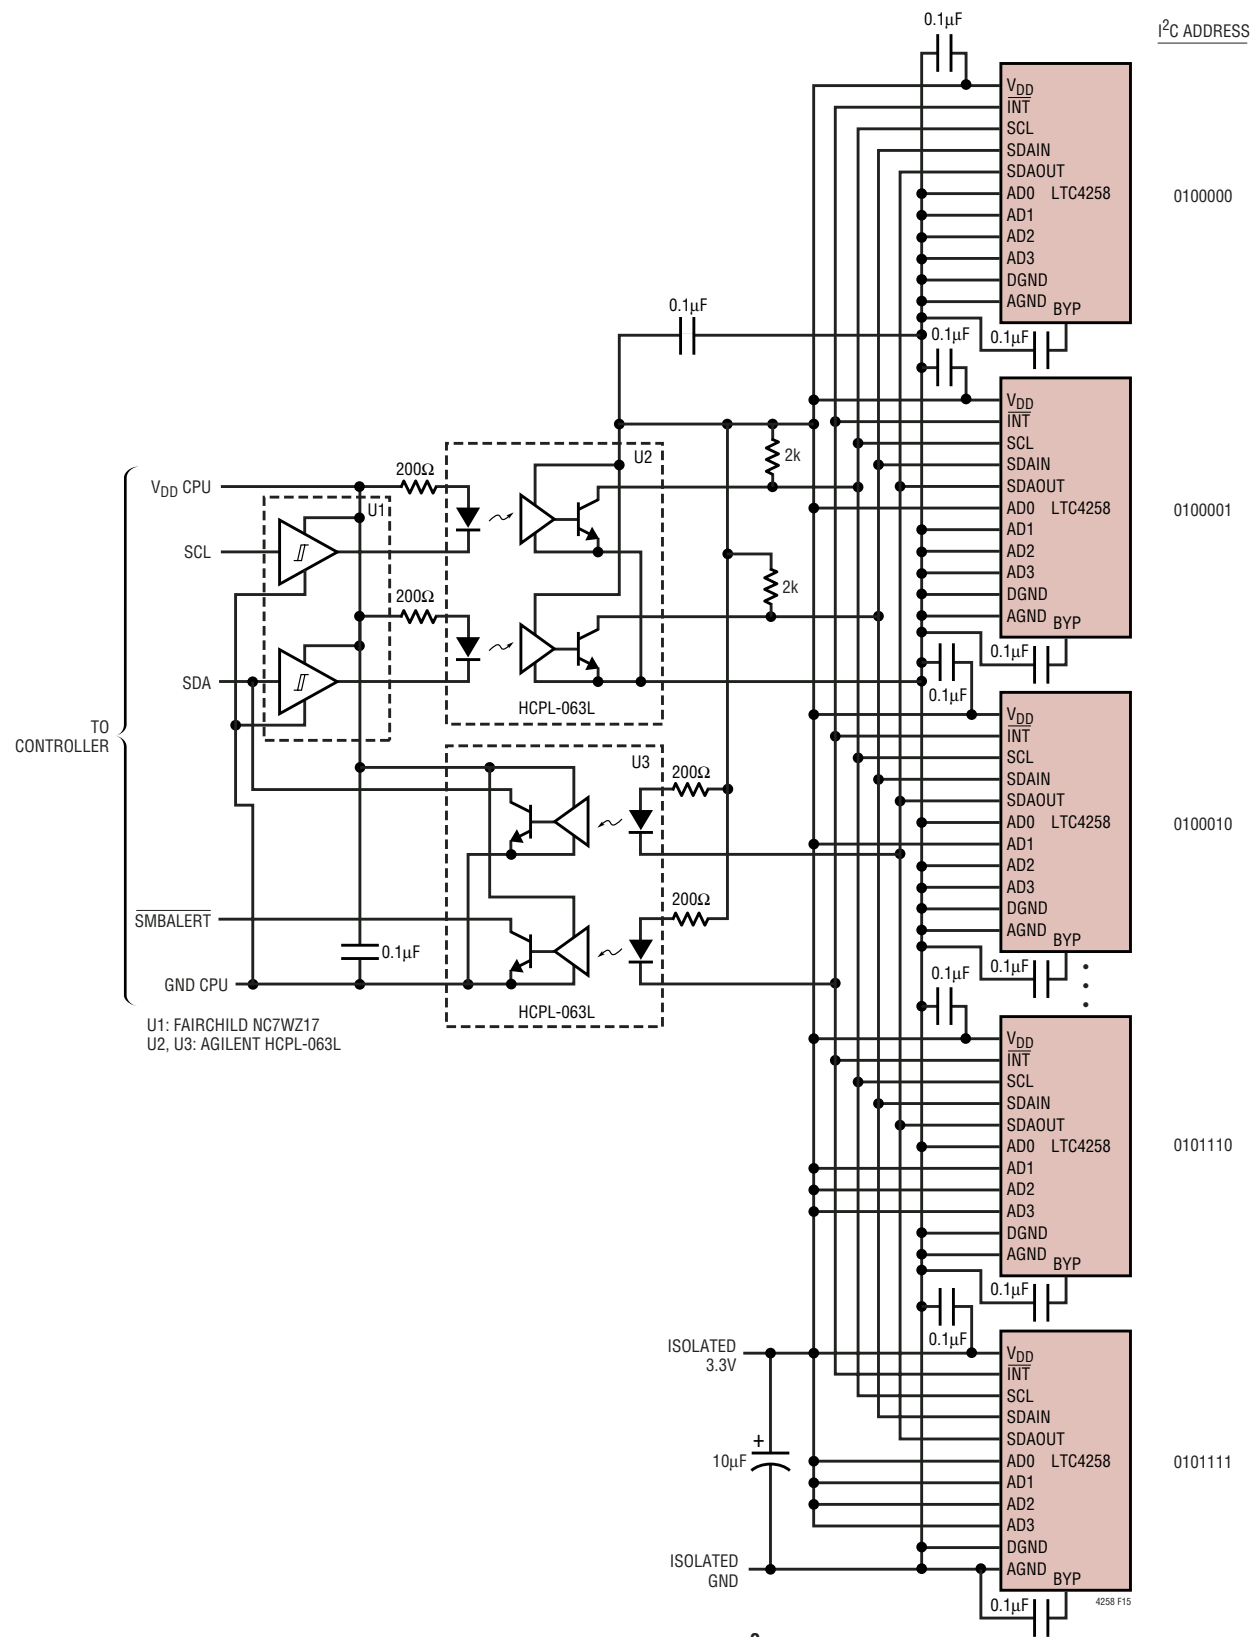 0.1μF
I²C ADDRESS
VDD
INT
SCL
SDAIN
SDAOUT
AD0 LTC4258
0100000
AD1
AD2
AD3
DGND
AGND
BYP
0.1μF
0.1μF
0.1μF
VDD
INT
SCL
SDAIN
SDAOUT
AD0 LTC4258
0100001
AD1
AD2
AD3
DGND
AGND
BYP
0.1μF
0.1μF
U2
2k
200Ω
VDD CPU
U1
SCL
2k
200Ω
SDA
HCPL-063L
TO
CONTROLLER
U3
200Ω
VDD
INT
SCL
SDAIN
SDAOUT
AD0 LTC4258
0100010
AD1
AD2
AD3
DGND
AGND
BYP
0.1μF
0.1μF
200Ω
SMBALERT
0.1μF
GND CPU
HCPL-063L
U1: FAIRCHILD NC7WZ17
U2, U3: AGILENT HCPL-063L
VDD
INT
SCL
SDAIN
SDAOUT
AD0 LTC4258
0101110
AD1
AD2
AD3
DGND
AGND
BYP
0.1μF
0.1μF
ISOLATED
3.3V
VDD
INT
SCL
SDAIN
SDAOUT
10μF
+
AD0 LTC4258
0101111
AD1
AD2
AD3
DGND
ISOLATED
GND
AGND
BYP
0.1μF
4258 F15